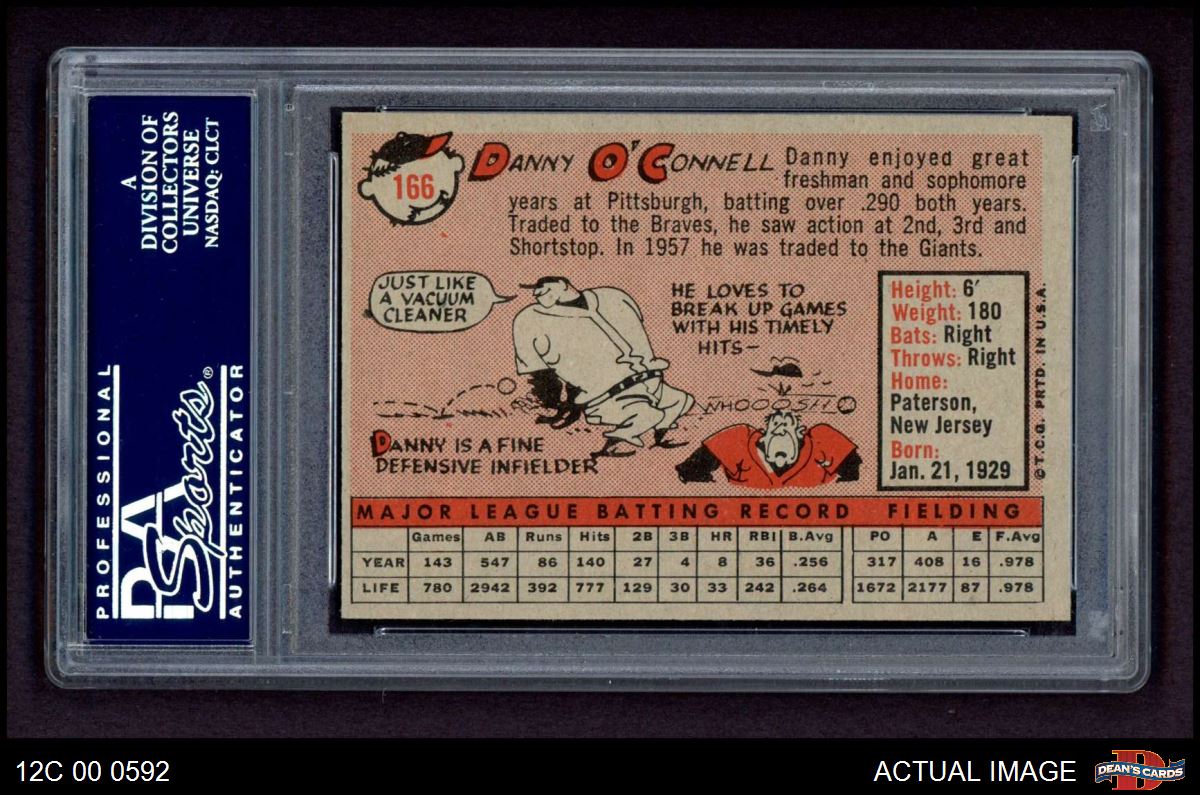 A
DIVISION OF
COLLECTORS
UNIVERSE
NASDAQ: CLCT
PROFESSIONAL
PSA Sports®
AUTHENTICATOR
166
DANNY O'CONNELL
Danny enjoyed great
freshman and sophomore
years at Pittsburgh, batting over .290 both years.
Traded to the Braves, he saw action at 2nd, 3rd and
Shortstop. In 1957 he was traded to the Giants.
JUST LIKE
A VACUUM
CLEANER
HE LOVES TO
BREAK UP GAMES
WITH HIS TIMELY
HITS—
WHOOOSH
DANNY IS A FINE
DEFENSIVE INFIELDER
Height: 6'
Weight: 180
Bats: Right
Throws: Right
Home:
Paterson,
New Jersey
Born:
Jan. 21, 1929
©T.C.G. PRTD. IN U.S.A.
MAJOR LEAGUE BATTING RECORD FIELDING
Games AB Runs Hits 2B 3B HR RBI B.Avg PO A E F.Avg
YEAR 143 547 86 140 27 4 8 36 .256 317 408 16 .978
LIFE 780 2942 392 777 129 30 33 242 .264 1672 2177 87 .978
12C 00 0592
ACTUAL IMAGE
D
DEAN'S CARDS